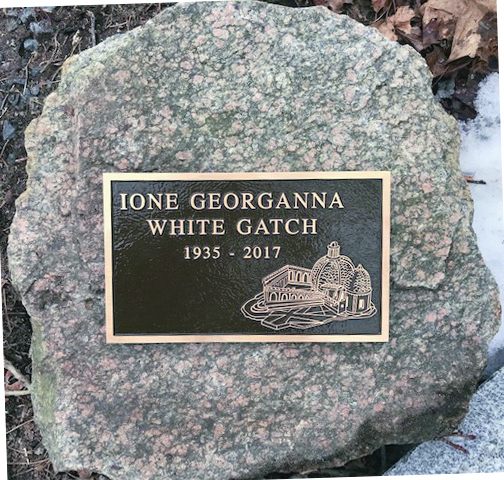 IONE GEORGANNA
WHITE GATCH
1935 - 2017